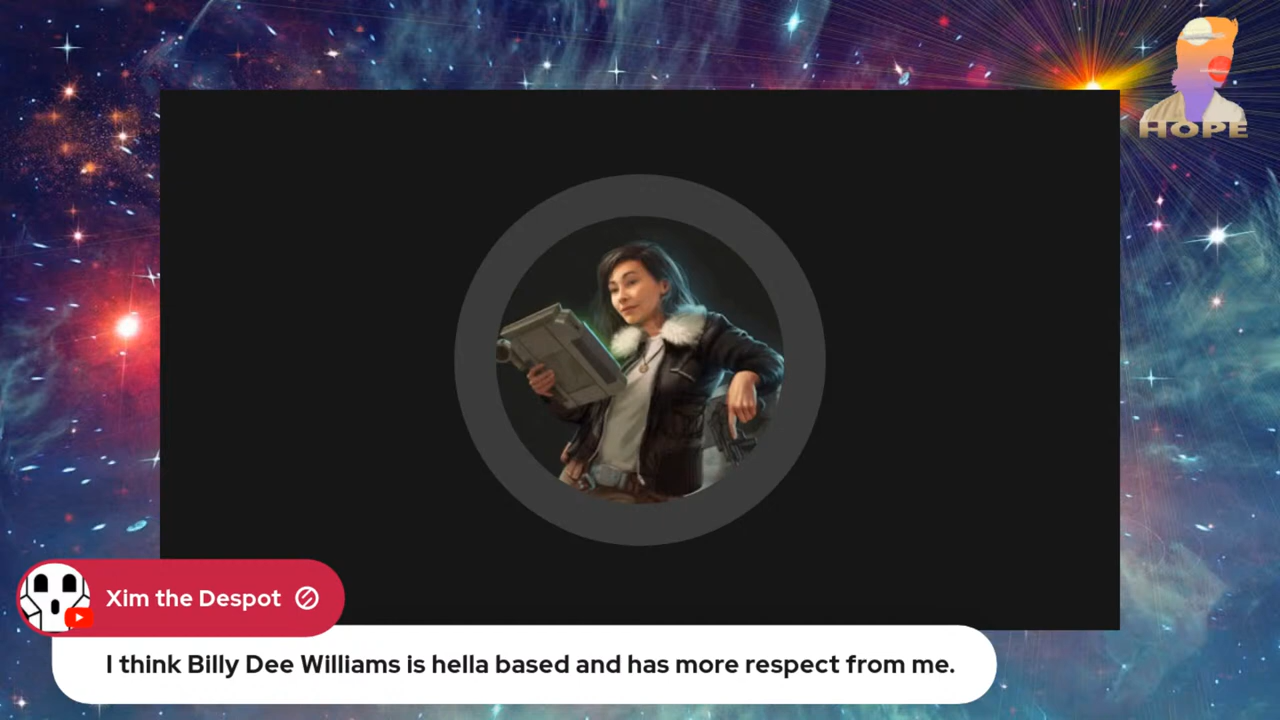 HOPE
Xim the Despot
I think Billy Dee Williams is hella based and has more respect from me.